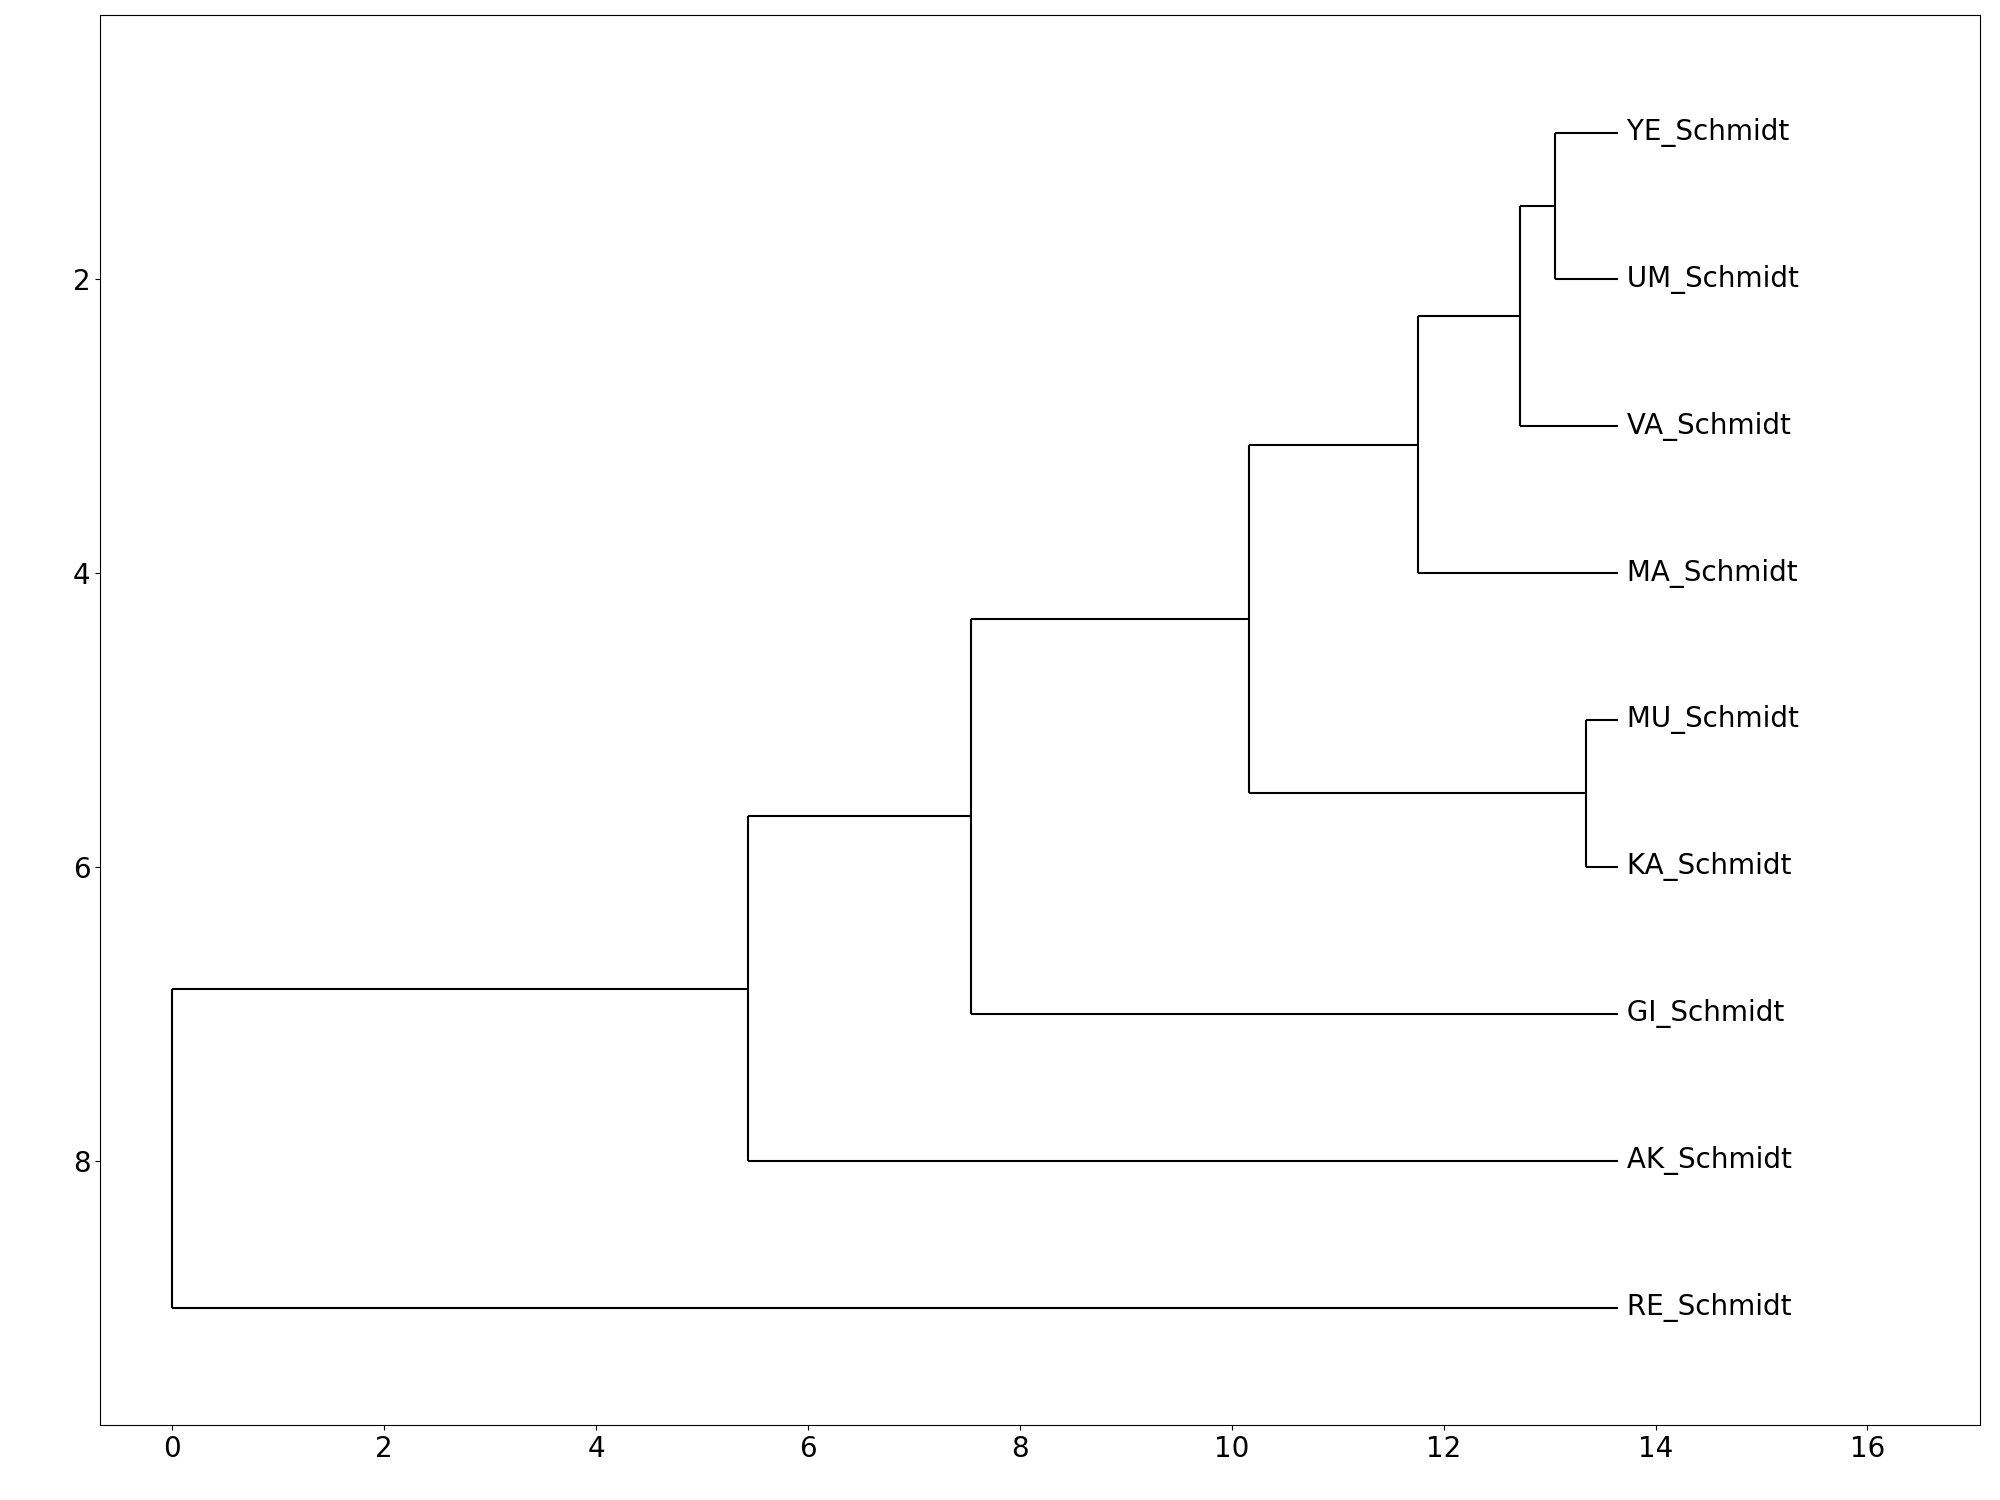 YE_Schmidt
2 UM_Schmidt
VA_Schmidt
4 MA_Schmidt
MU_Schmidt
6 KA_Schmidt
GI_Schmidt
8 AK_Schmidt
RE_Schmidt
0 2 4 6 8 10 12 14 16